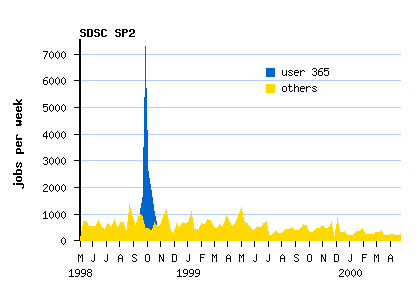 SDSC SP2
7000
6000
5000
4000
3000
2000
1000
0
jobs per week
user 365
others
M J J A S O N D J F M A M J J A S O N D J F M A
1998 1999 2000